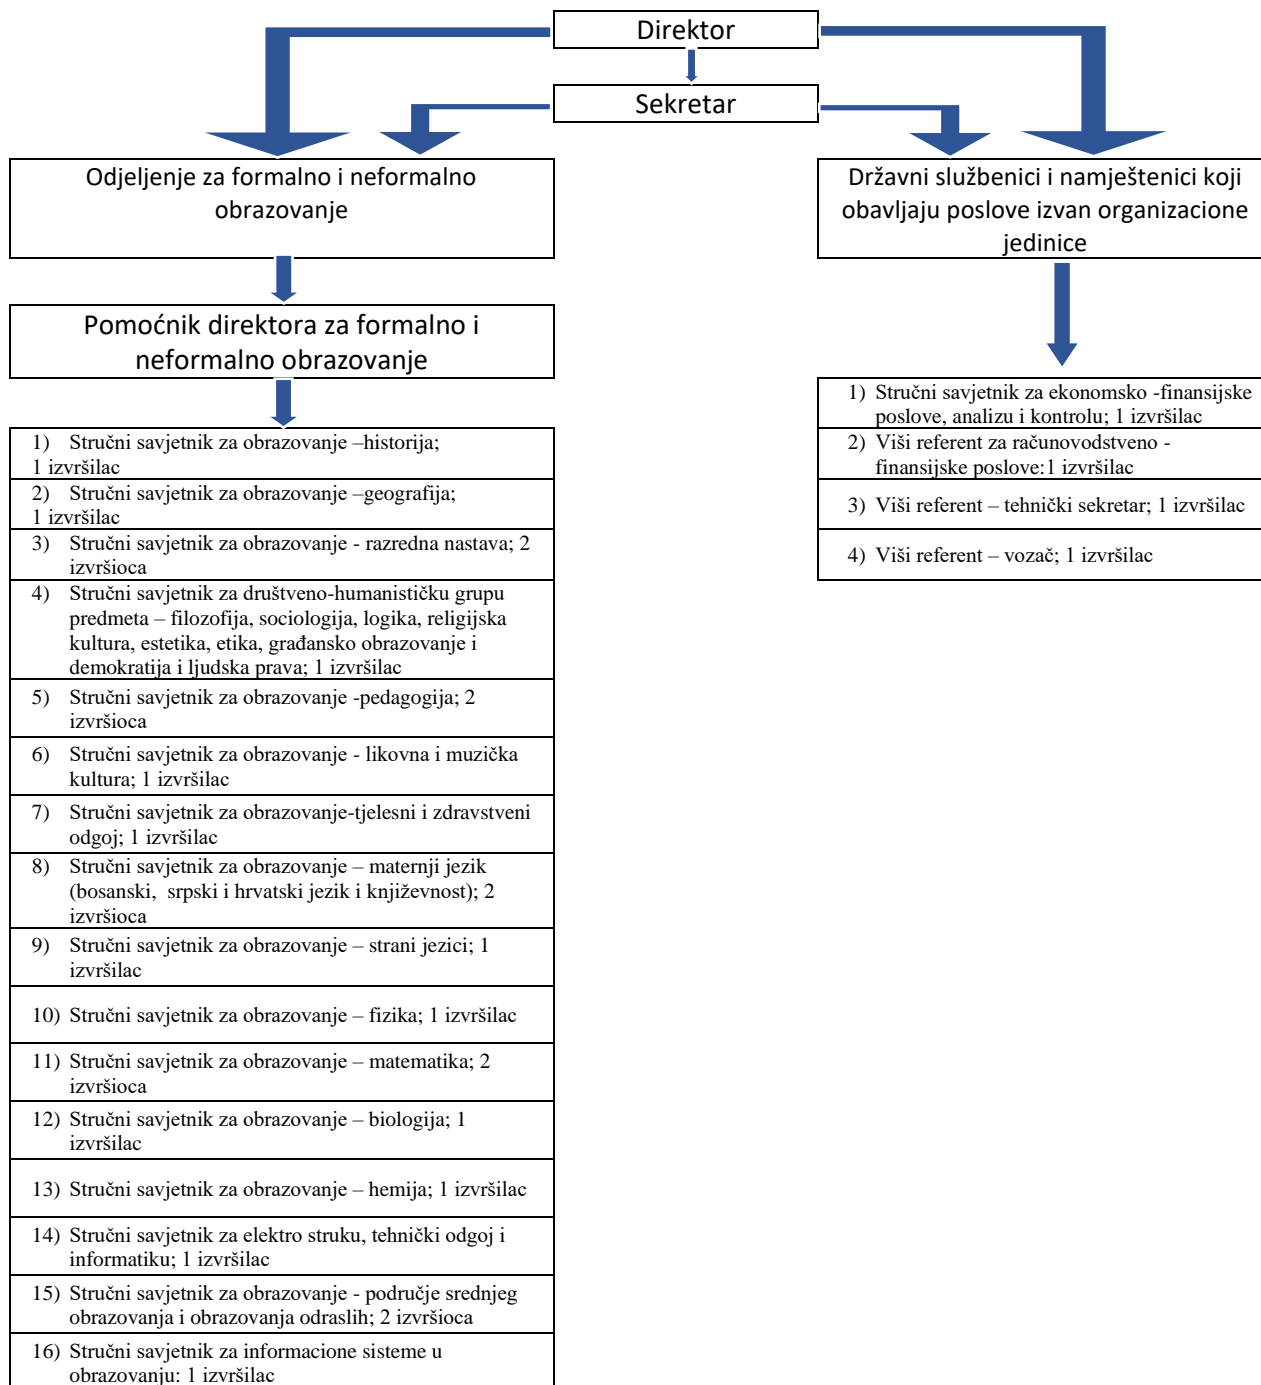 Direktor
Sekretar
Odjeljenje za formalno i neformalno
obrazovanje
Državni službenici i namještenici koji
obavljaju poslove izvan organizacione
jedinice
Pomoćnik direktora za formalno i
neformalno obrazovanje
1) Stručni savjetnik za obrazovanje –historija;
1 izvršilac
2) Stručni savjetnik za obrazovanje –geografija;
1 izvršilac
3) Stručni savjetnik za obrazovanje - razredna nastava; 2
izvršioca
4) Stručni savjetnik za društveno-humanističku grupu
predmeta – filozofija, sociologija, logika, religijska
kultura, estetika, etika, građansko obrazovanje i
demokratija i ljudska prava; 1 izvršilac
5) Stručni savjetnik za obrazovanje -pedagogija; 2
izvršioca
6) Stručni savjetnik za obrazovanje - likovna i muzička
kultura; 1 izvršilac
7) Stručni savjetnik za obrazovanje-tjelesni i zdravstveni
odgoj; 1 izvršilac
8) Stručni savjetnik za obrazovanje – maternji jezik
(bosanski, srpski i hrvatski jezik i književnost); 2
izvršioca
9) Stručni savjetnik za obrazovanje – strani jezici; 1
izvršilac
10) Stručni savjetnik za obrazovanje – fizika; 1 izvršilac
11) Stručni savjetnik za obrazovanje – matematika; 2
izvršioca
12) Stručni savjetnik za obrazovanje – biologija; 1
izvršilac
13) Stručni savjetnik za obrazovanje – hemija; 1 izvršilac
14) Stručni savjetnik za elektro struku, tehnički odgoj i
informatiku; 1 izvršilac
15) Stručni savjetnik za obrazovanje - područje srednjeg
obrazovanja i obrazovanja odraslih; 2 izvršioca
16) Stručni savjetnik za informacione sisteme u
obrazovanju: 1 izvršilac
1) Stručni savjetnik za ekonomsko -finansijske
poslove, analizu i kontrolu; 1 izvršilac
2) Viši referent za računovodstveno -
finansijske poslove:1 izvršilac
3) Viši referent – tehnički sekretar; 1 izvršilac
4) Viši referent – vozač; 1 izvršilac